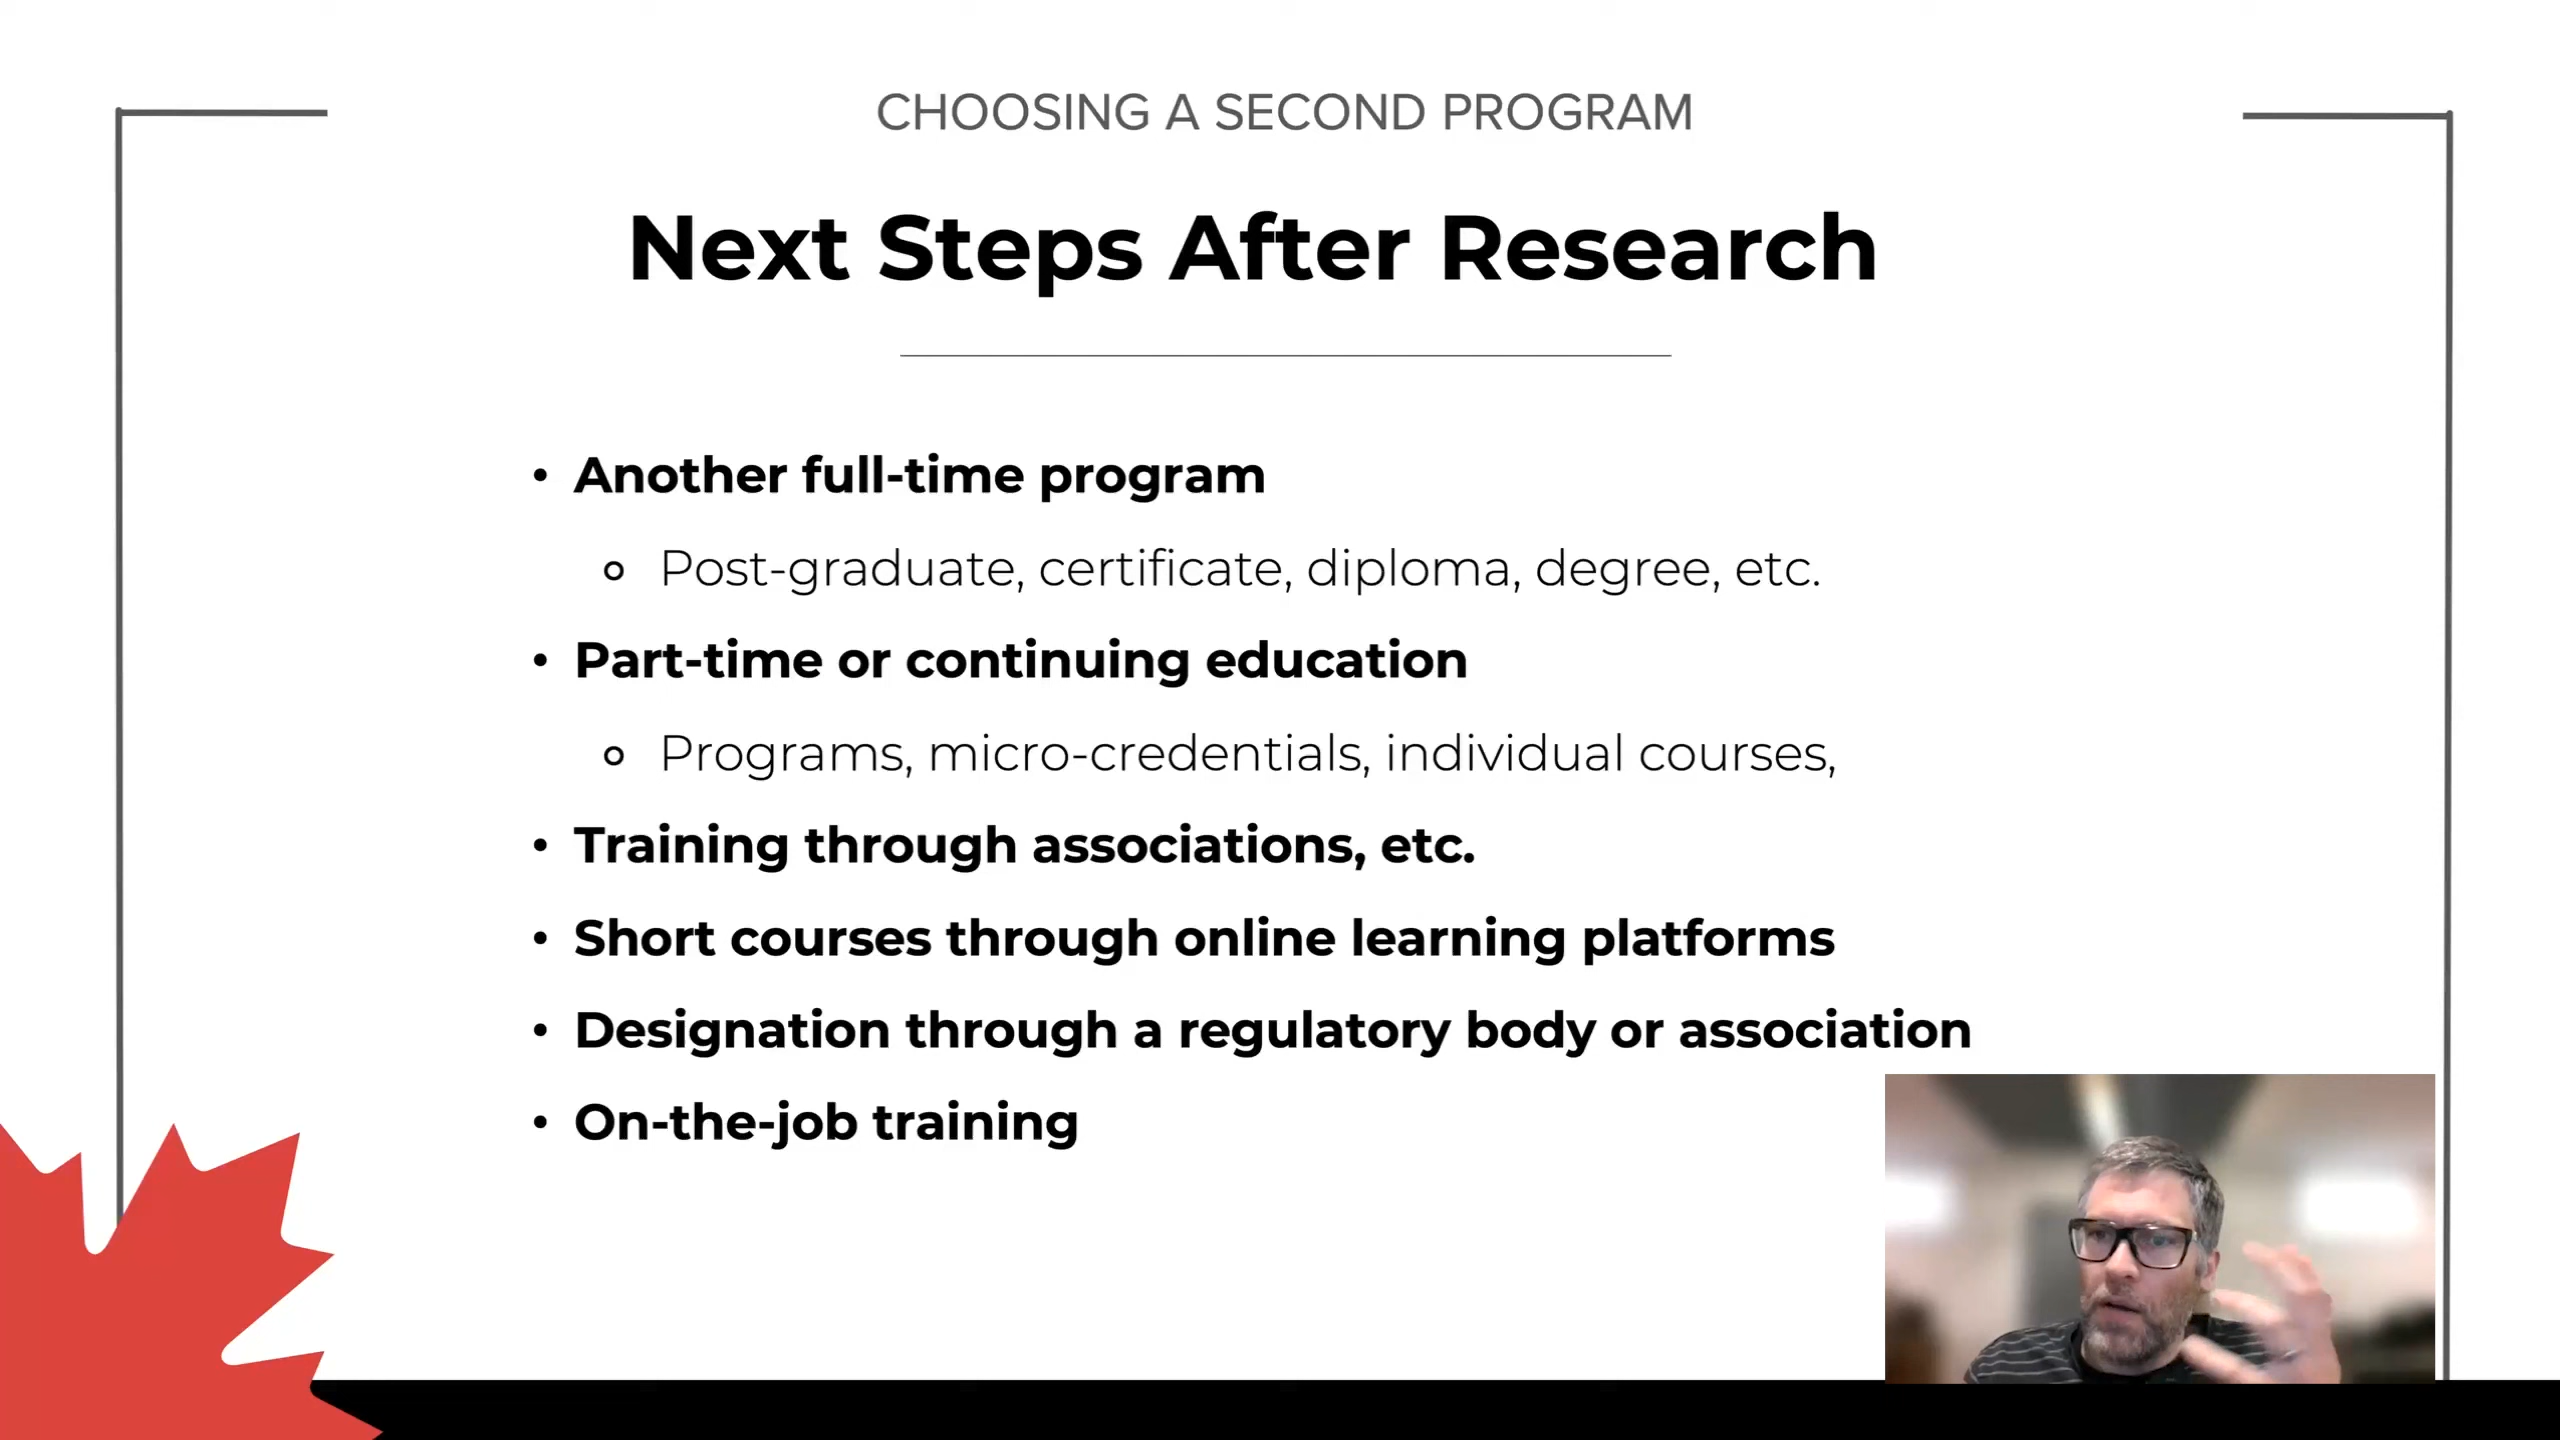 CHOOSING A SECOND PROGRAM
Next Steps After Research
• Another full-time program
Post-graduate, certificate, diploma, degree, etc.
• Part-time or continuing education
Programs, micro-credentials, individual courses,
• Training through associations, etc.
• Short courses through online learning platforms
• Designation through a regulatory body or association
• On-the-job training